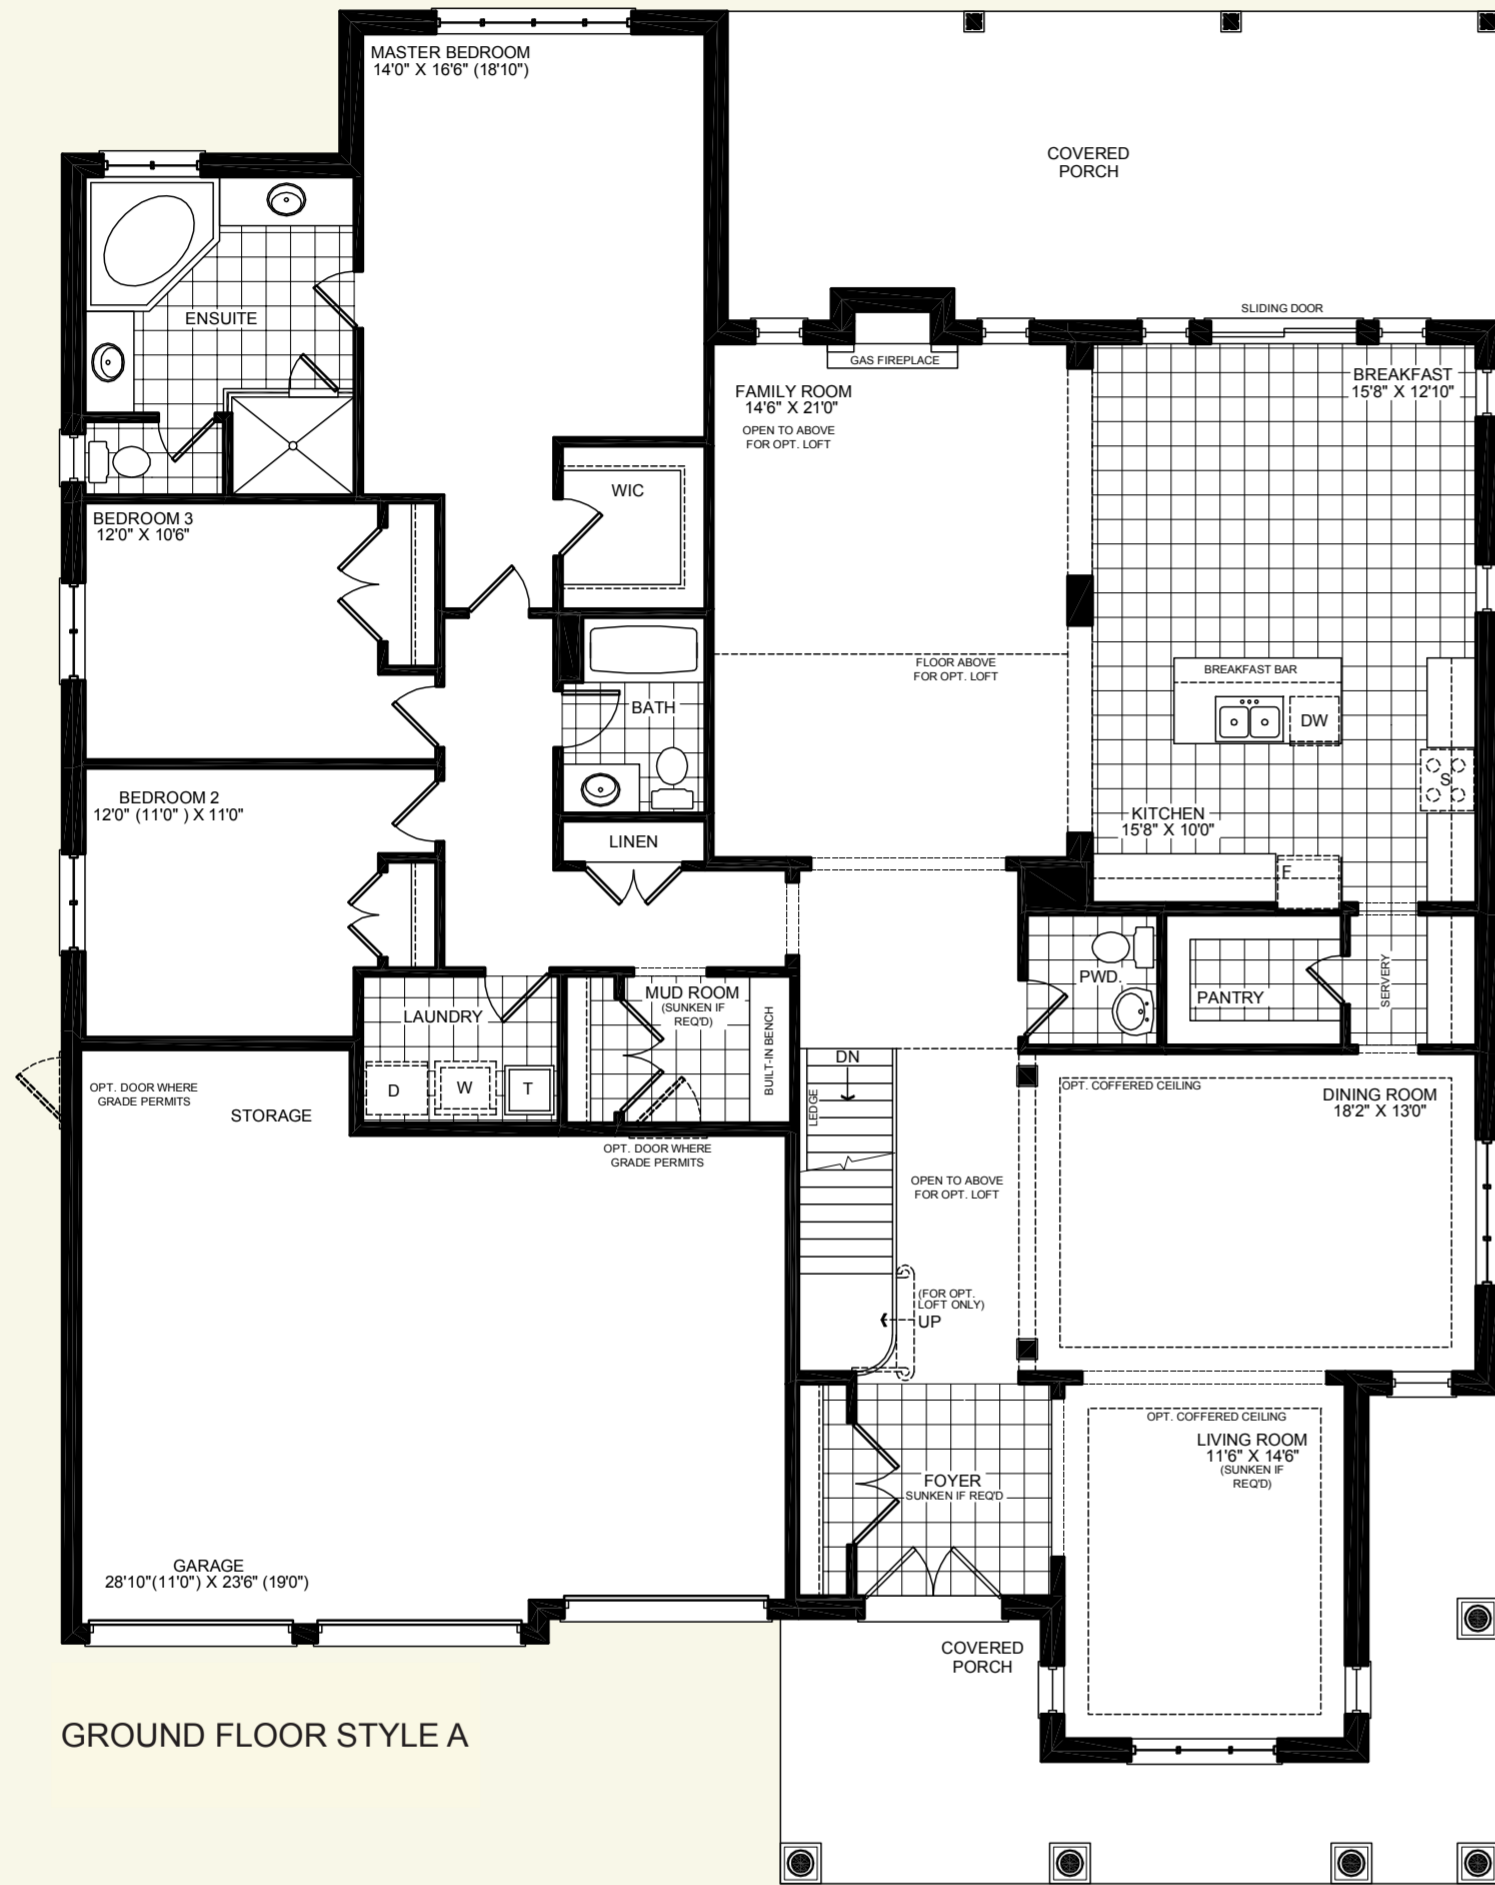 MASTER BEDROOM
14'0" X 16'6" (18'10")
COVERED
PORCH
SLIDING DOOR
ENSUITE
GAS FIREPLACE
FAMILY ROOM
14'6" X 21'0"
OPEN TO ABOVE
FOR OPT. LOFT
BREAKFAST
15'8" X 12'10"
WIC
BEDROOM 3
12'0" X 10'6"
FLOOR ABOVE
FOR OPT. LOFT
BREAKFAST BAR
BATH
DW
S
BEDROOM 2
12'0" (11'0" ) X 11'0"
KITCHEN
15'8" X 10'0"
LINEN
F
PWD.
PANTRY
SERVERY
LAUNDRY
MUD ROOM
(SUNKEN IF
REQ'D)
BUILT-IN BENCH
D
W
T
OPT. DOOR WHERE
GRADE PERMITS
STORAGE
DN
LEDGE
OPT. COFFERED CEILING
DINING ROOM
18'2" X 13'0"
OPT. DOOR WHERE
GRADE PERMITS
OPEN TO ABOVE
FOR OPT. LOFT
(FOR OPT.
LOFT ONLY)
UP
OPT. COFFERED CEILING
LIVING ROOM
11'6" X 14'6"
(SUNKEN IF
REQ'D)
FOYER
SUNKEN IF REQ'D
GARAGE
28'10"(11'0") X 23'6" (19'0")
COVERED
PORCH
GROUND FLOOR STYLE A